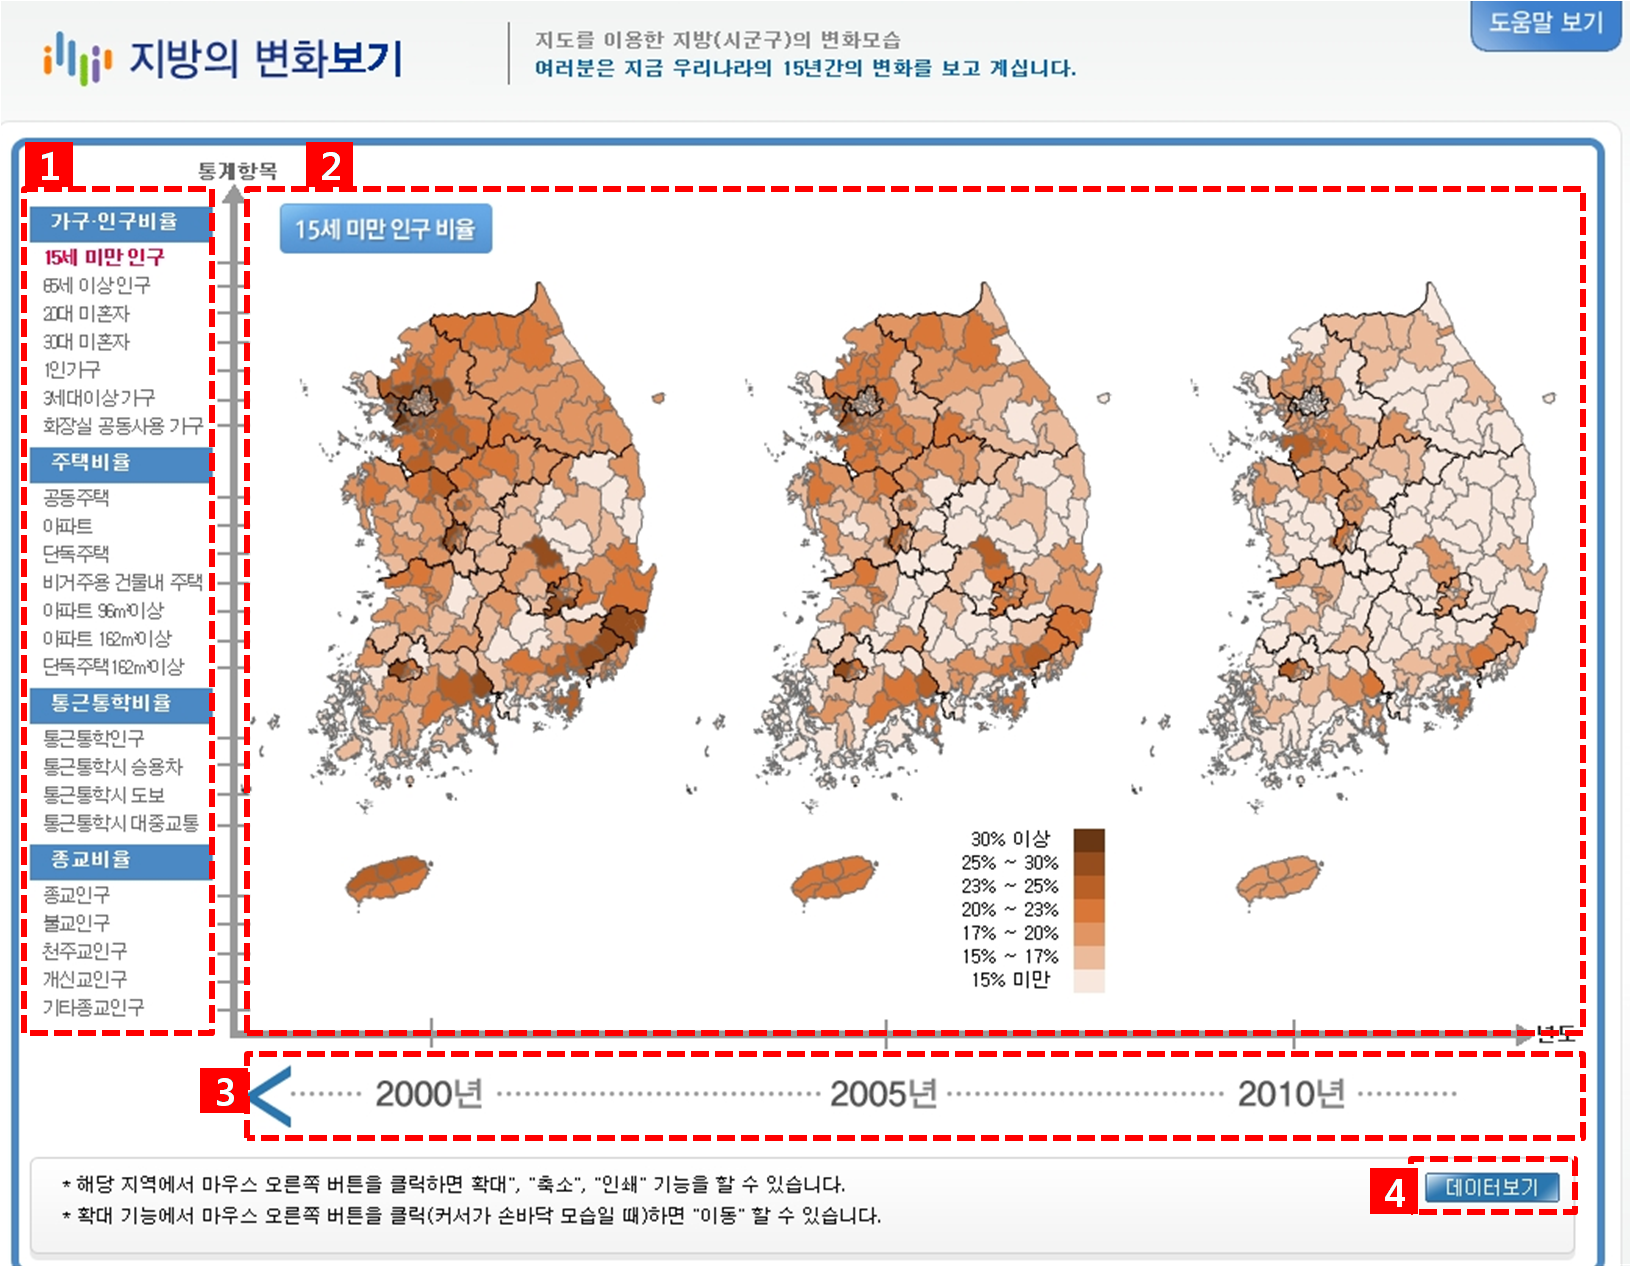 지방의 변화보기
지도를 이용한 지방(시군구)의 변화모습
여러분은 지금 우리나라의 15년간의 변화를 보고 계십니다.
도움말 보기
1
통계항목
2
가구·인구비율
15세 미만 인구
65세 이상 인구
20대 미혼자
30대 미혼자
1인가구
3세대이상 가구
화장실 공동사용 가구
주택비율
공동주택
아파트
단독주택
비거주용 건물내 주택
아파트 96㎡이상
아파트 162㎡이상
단독주택162㎡이상
통근통학비율
통근통학인구
통근통학시 승용차
통근통학시 도보
통근통학시 대중교통
종교비율
종교인구
불교인구
천주교인구
개신교인구
기타종교인구
15세 미만 인구 비율
30% 이상
25% ~ 30%
23% ~ 25%
20% ~ 23%
17% ~ 20%
15% ~ 17%
15% 미만
년도
3
2000년
2005년
2010년
* 해당 지역에서 마우스 오른쪽 버튼을 클릭하면 확대", "축소", "인쇄" 기능을 할 수 있습니다.
* 확대 기능에서 마우스 오른쪽 버튼을 클릭(커서가 손바닥 모습일 때)하면 "이동" 할 수 있습니다.
4
데이터보기